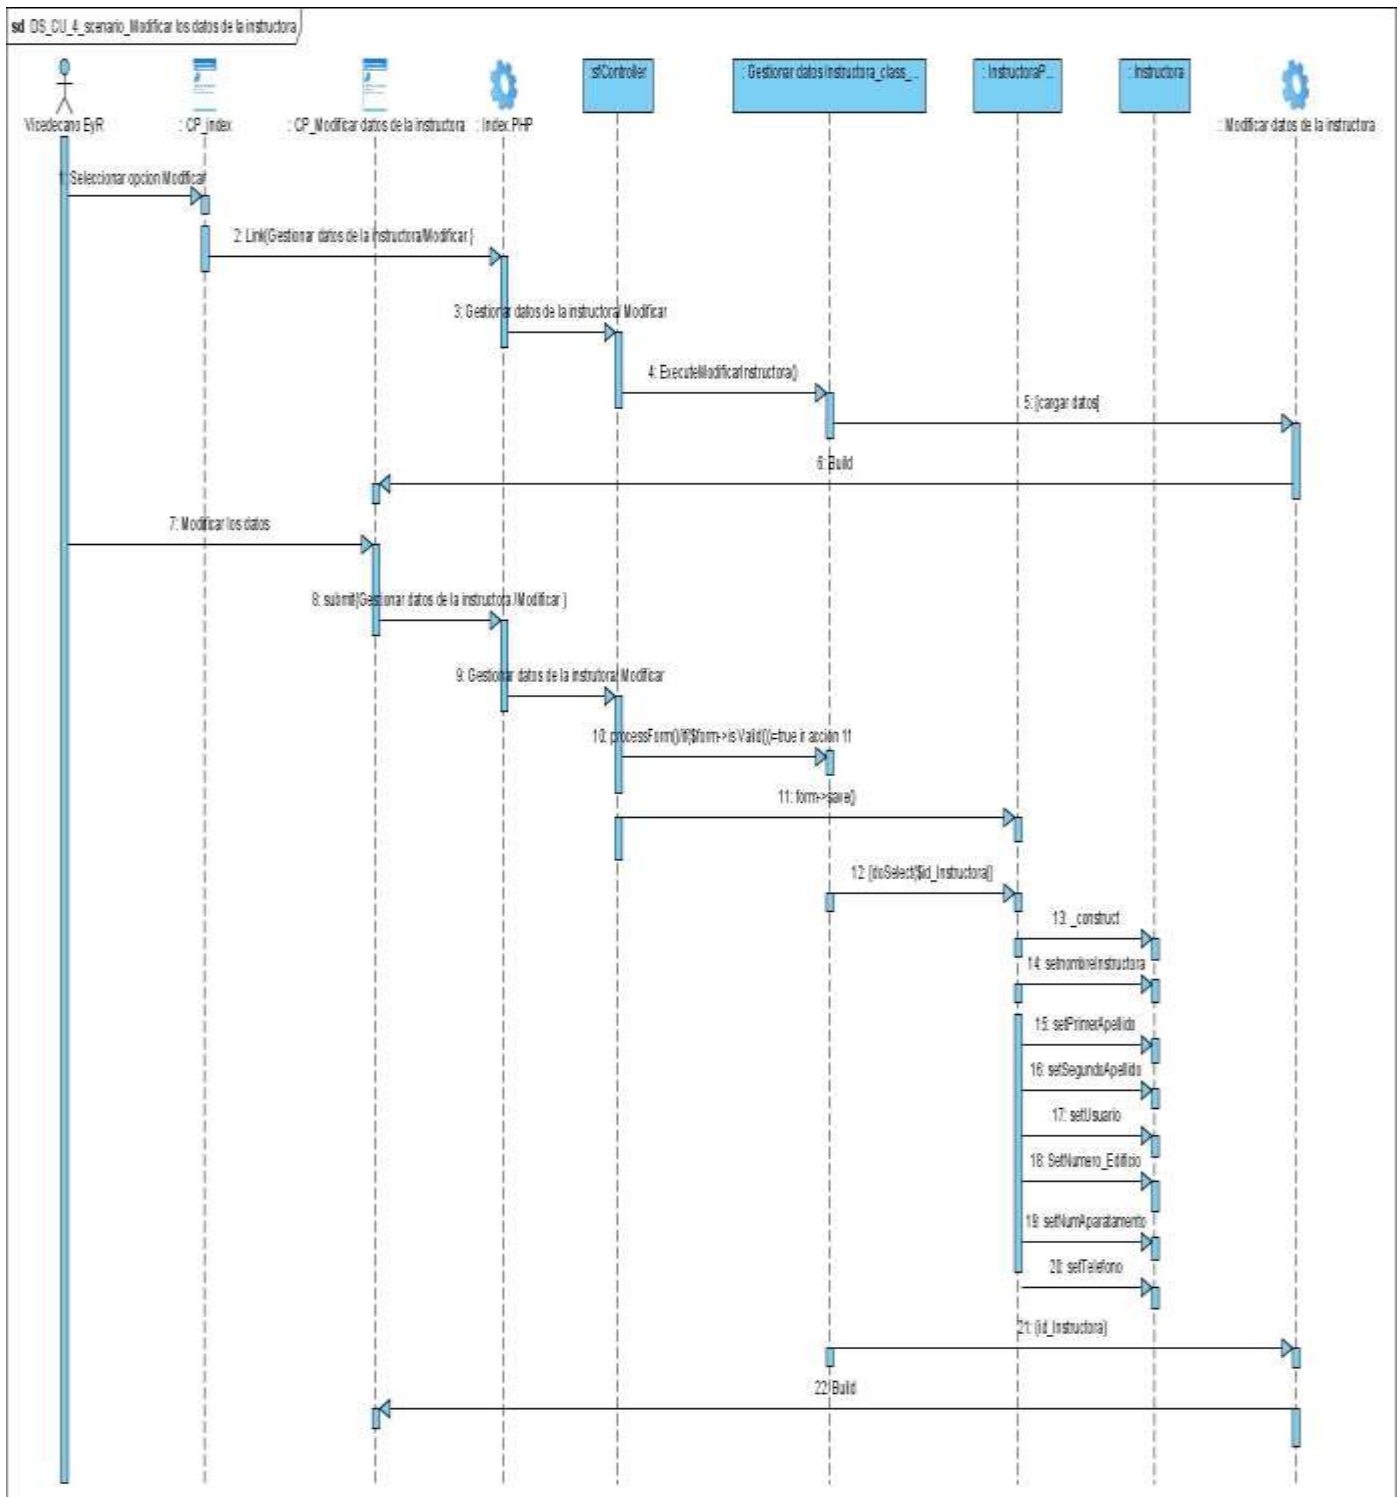 sd DS_CU_4_scenario_Modificar los datos de la instructora
Vicedecano EyR
: CP_index
: CP_Modificar datos de la instructora
: Index.PHP
:sfController
: Gestionar datos Instructora_class_...
: InstructoraP...
: Instructora
: Modificar datos de la instructora
1: Seleccionar opcion Modificar
2: Link(Gestionar datos de la instructora/Modificar )
3: Gestionar datos de la instructora/ Modificar
4: ExecuteModificarInstructora()
5: [cargar datos]
6: Build
7: Modificar los datos
8: submit(Gestionar datos de la instructora /Modificar )
9: Gestionar datos de la instrutora/ Modificar
10: processForm()/if($form->isValid())=true ir acción 11
11: form->save()
12: [doSelect($id_Instructora)]
13: _construct
14: setnombreInstructora
15: setPrimerApellido
16: setSegundoApellido
17: setUsuario
18: SetNumero_Edificio
19: setNumAparatamento
20: setTelefono
21: (id_Instructora)
22: Build